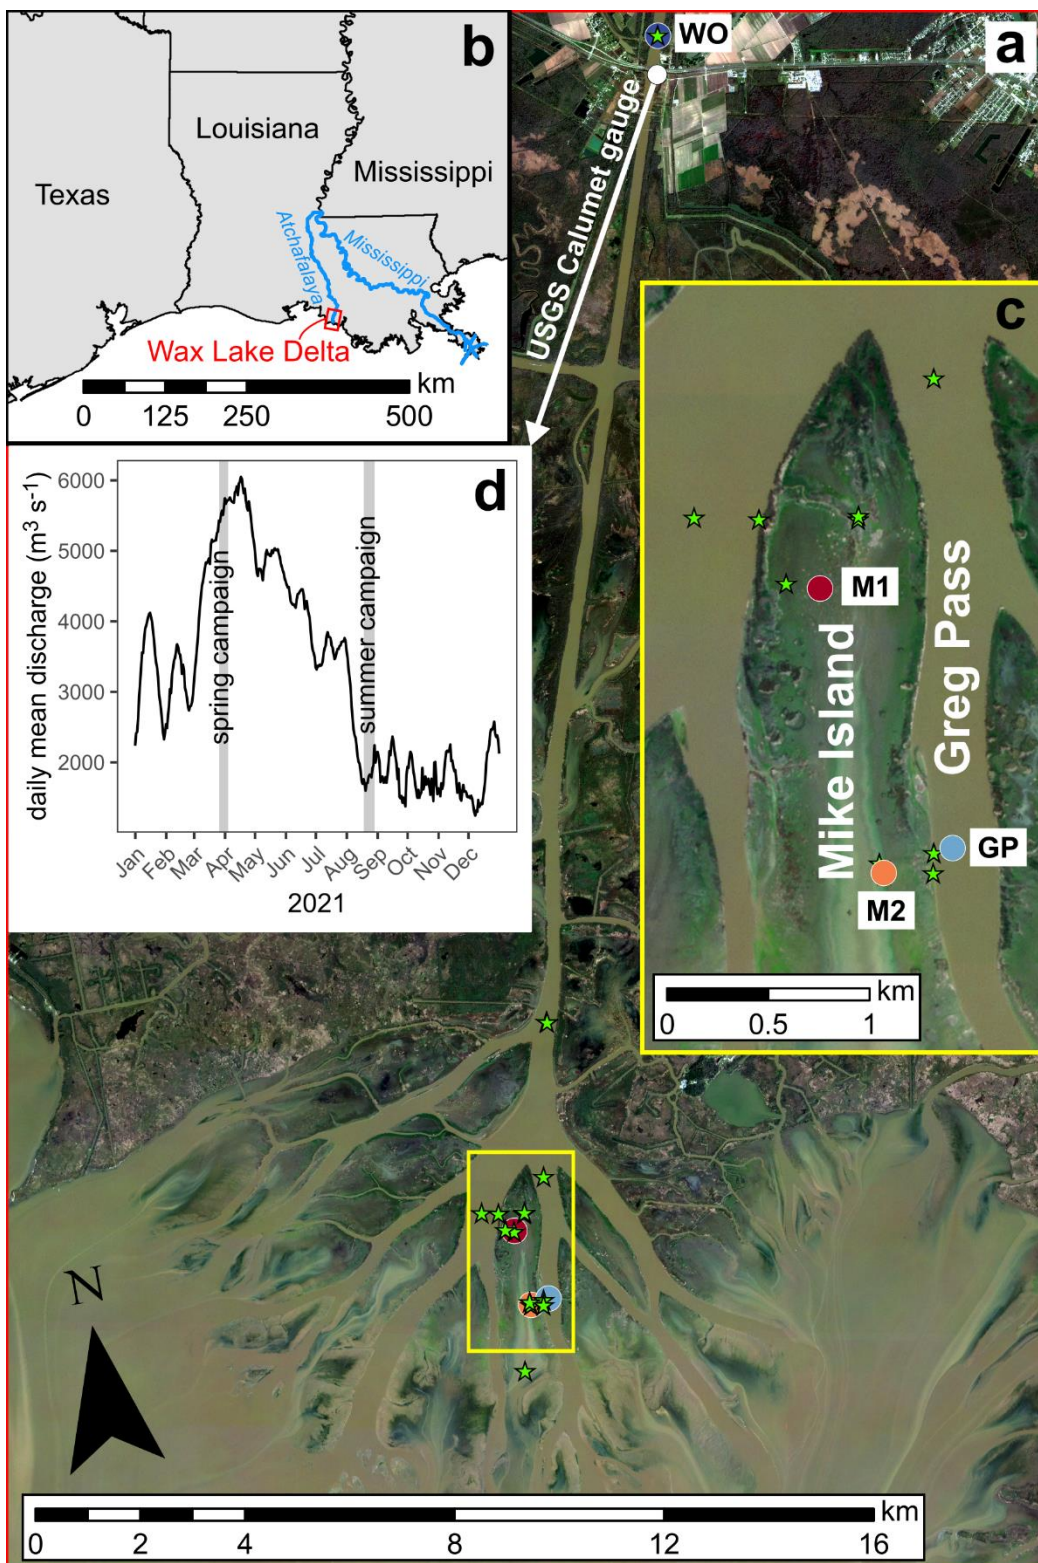 b
Louisiana
Texas
Mississippi
Atchafalaya
Mississippi
Wax Lake Delta
km
0 125 250 500
WO
a
USGS Calumet gauge
c
M1
Mike Island
Greg Pass
GP
M2
km
0 0.5 1
d
daily mean discharge (m³ s⁻¹)
6000
5000
4000
3000
2000
spring campaign
summer campaign
Jan Feb Mar Apr May Jun Jul Aug Sep Oct Nov Dec
2021
N
km
0 2 4 8 12 16